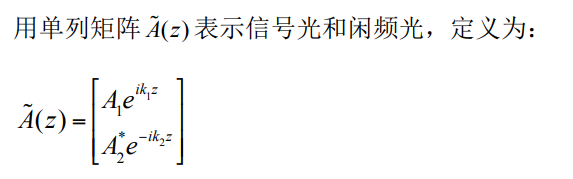 用单列矩阵 Ã(z) 表示信号光和闲频光，定义为：
Ã(z) = [ A₁e^{ik₁z}
A₂*e^{-ik₂z} ]